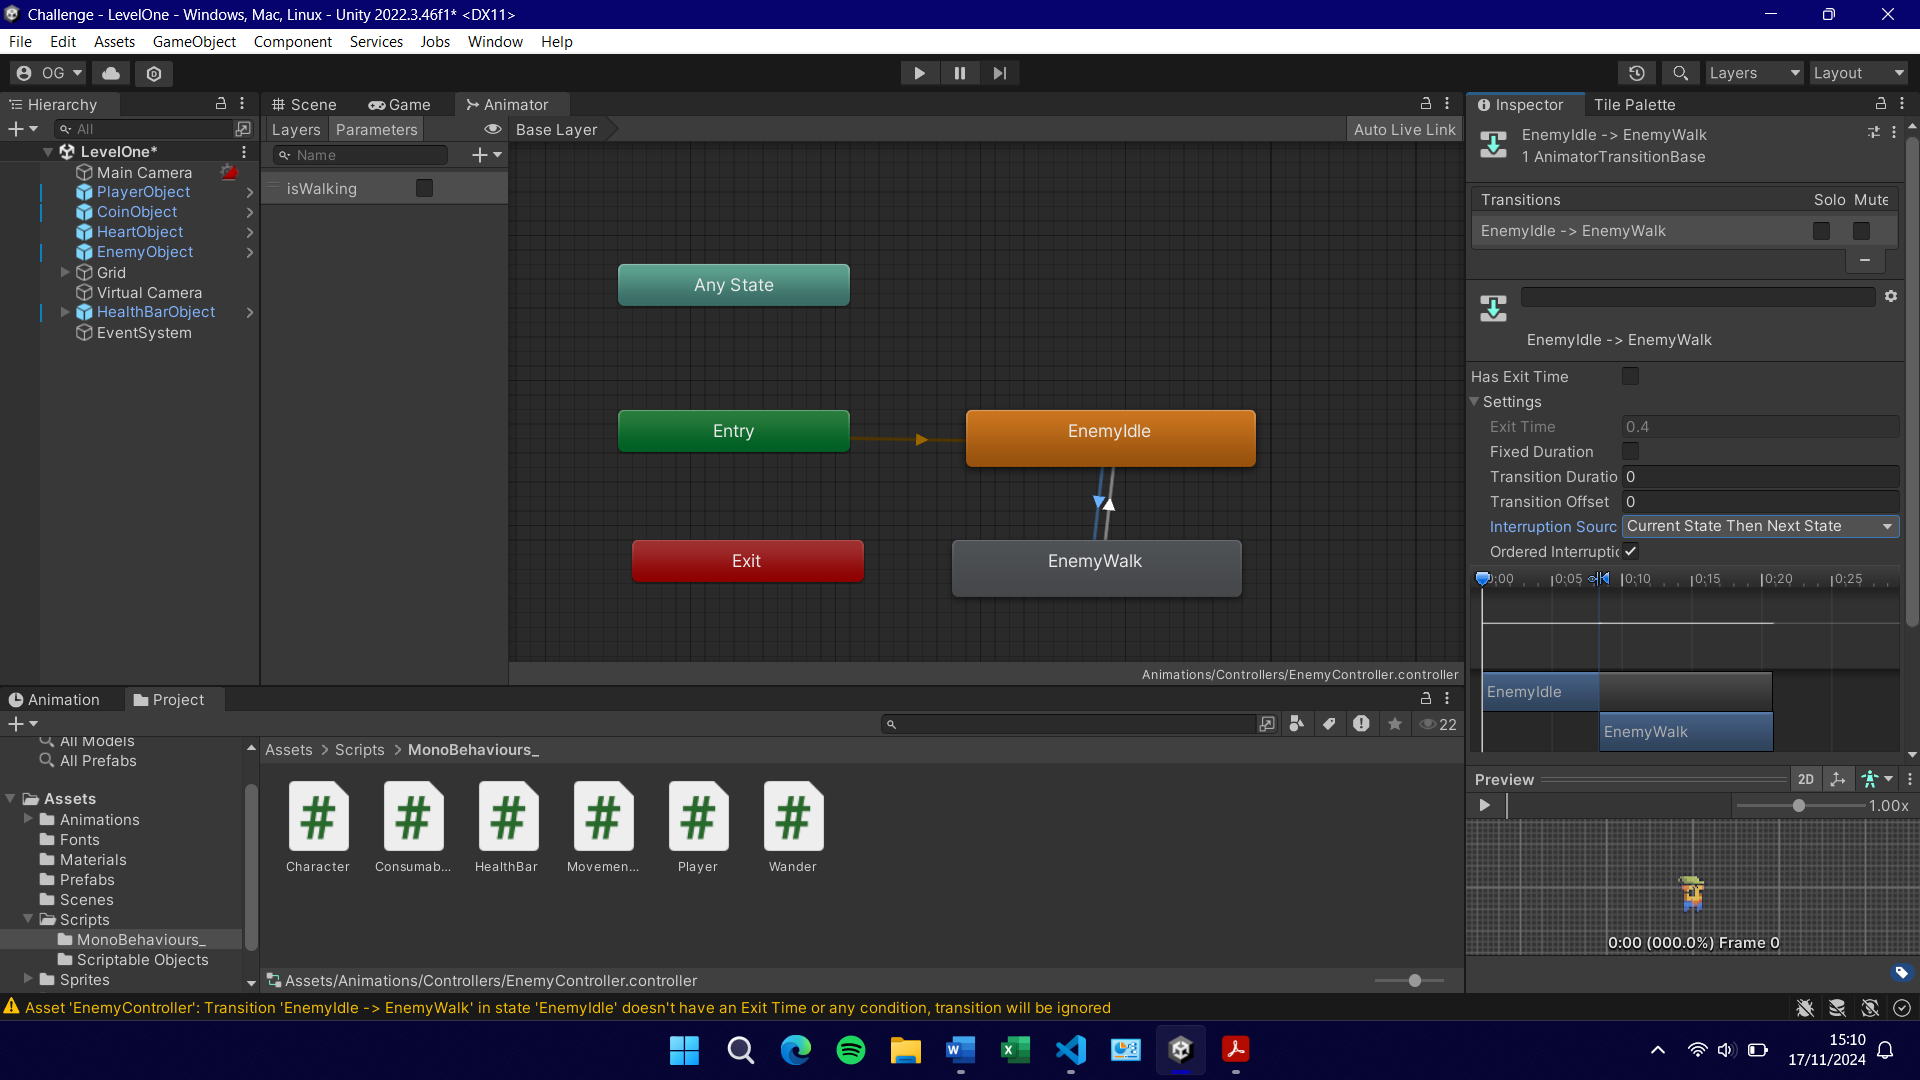 Challenge - LevelOne - Windows, Mac, Linux - Unity 2022.3.46f1* <DX11>
File Edit Assets GameObject Component Services Jobs Window Help
OG
Layers
Layout
Hierarchy
All
LevelOne*
Main Camera
PlayerObject
CoinObject
HeartObject
EnemyObject
Grid
Virtual Camera
HealthBarObject
EventSystem
Scene Game Animator
Layers Parameters
Base Layer
Auto Live Link
Name
isWalking
Any State
Entry
EnemyIdle
Exit
EnemyWalk
Animations/Controllers/EnemyController.controller
Inspector Tile Palette
EnemyIdle -> EnemyWalk
1 AnimatorTransitionBase
Transitions Solo Mute
EnemyIdle -> EnemyWalk
EnemyIdle -> EnemyWalk
Has Exit Time
Settings
Exit Time 0.4
Fixed Duration
Transition Duratio 0
Transition Offset 0
Interruption Sourc Current State Then Next State
Ordered Interruptic
0:00 0:05 0:10 0:15 0:20 0:25
EnemyIdle
EnemyWalk
Preview 2D
1.00x
0:00 (000.0%) Frame 0
Animation Project
22
All Models
All Prefabs
Assets
Animations
Fonts
Materials
Prefabs
Scenes
Scripts
MonoBehaviours_
Scriptable Objects
Sprites
Assets > Scripts > MonoBehaviours_
Character Consumab... HealthBar Movemen... Player Wander
Assets/Animations/Controllers/EnemyController.controller
Asset 'EnemyController': Transition 'EnemyIdle -> EnemyWalk' in state 'EnemyIdle' doesn't have an Exit Time or any condition, transition will be ignored
15:10
17/11/2024